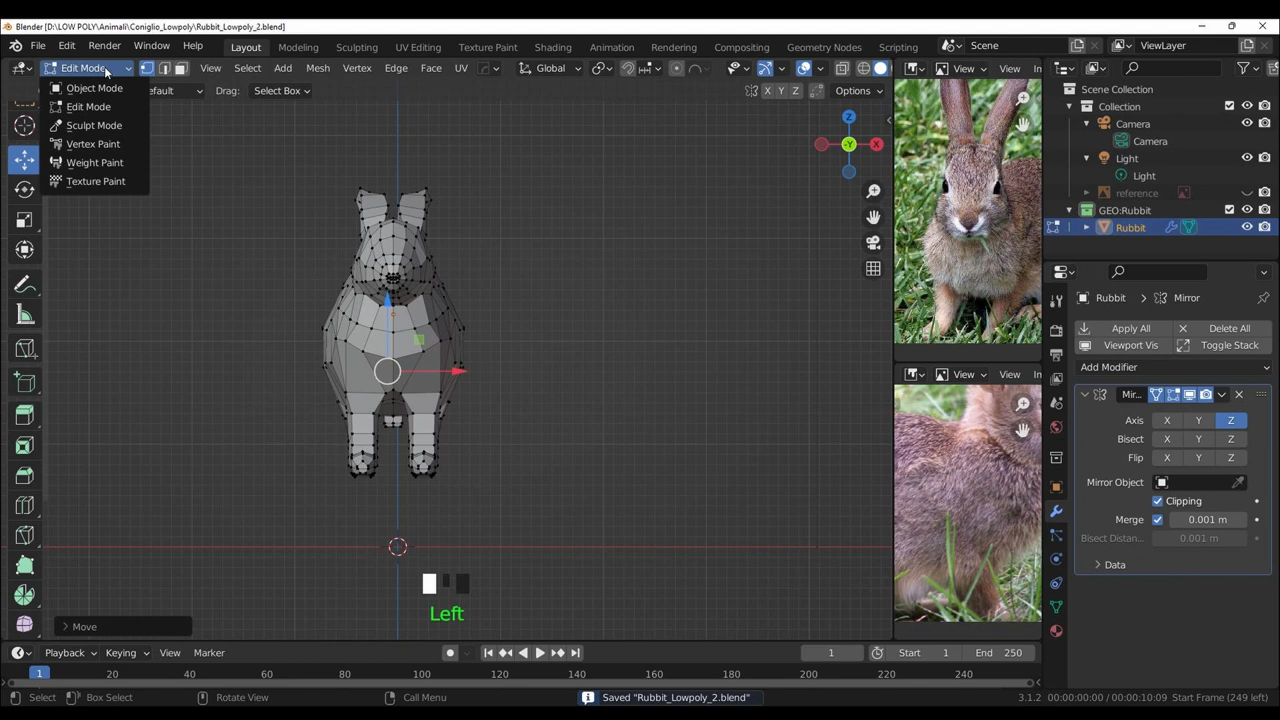 Blender [D:\LOW POLY\Animali\Coniglio_Lowpoly\Rubbit_Lowpoly_2.blend]
File Edit Render Window Help Layout Modeling Sculpting UV Editing Texture Paint Shading Animation Rendering Compositing Geometry Nodes Scripting Scene ViewLayer
Edit Mode View Select Add Mesh Vertex Edge Face UV Global View View
Object Mode
Edit Mode
Sculpt Mode
Vertex Paint
Weight Paint
Texture Paint
efault Drag: Select Box X Y Z Options
Z
-Y X
Scene Collection
Collection
Camera
Camera
Light
Light
reference
GEO:Rubbit
Rubbit
View View
Rubbit Mirror
Apply All Delete All
Viewport Vis Toggle Stack
Add Modifier
Mir...
Axis X Y Z
Bisect X Y Z
Flip X Y Z
Mirror Object
Clipping
Merge 0.001 m
Bisect Distan... 0.001 m
Data
Left
Move
Playback Keying View Marker 1 Start 1 End 250
1 20 40 60 80 100 120 140 160 180 200 220 240
Select Box Select Rotate View Call Menu Saved "Rubbit_Lowpoly_2.blend" 3.1.2 00:00:00:00 / 00:00:10:09 Start Frame (249 left)